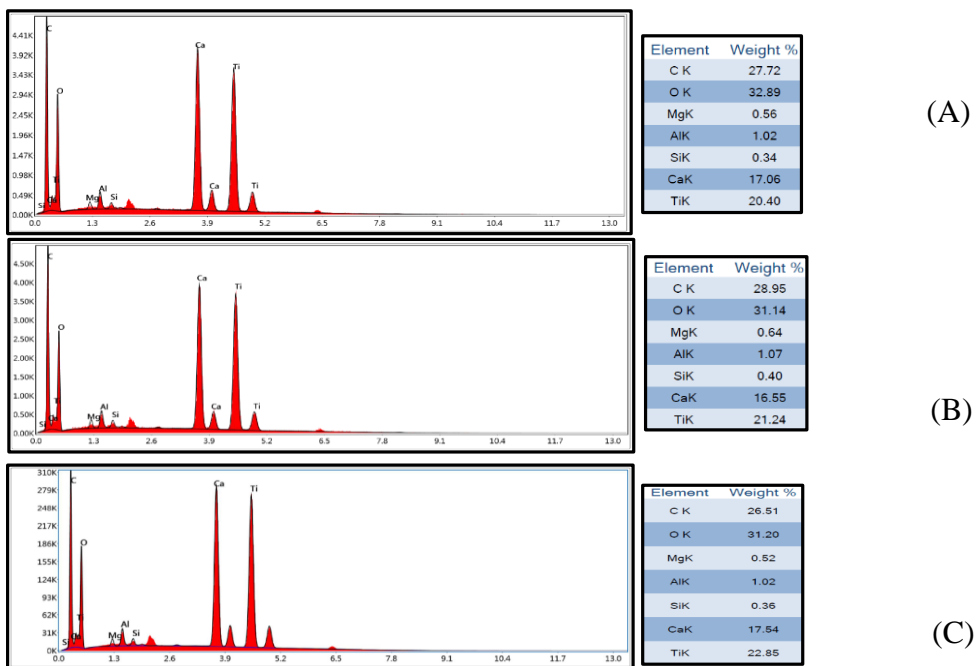 4.41K
3.92K
3.43K
2.94K
2.45K
1.96K
1.47K
0.98K
0.49K
0.00K
C
O
Ca
Ti
Mg
Al
Si
Ca
Ti
Si
0.0 1.3 2.6 3.9 5.2 6.5 7.8 9.1 10.4 11.7 13.0
Element Weight %
C K 27.72
O K 32.89
MgK 0.56
AlK 1.02
SiK 0.34
CaK 17.06
TiK 20.40
(A)
4.50K
4.00K
3.50K
3.00K
2.50K
2.00K
1.50K
1.00K
0.50K
0.00K
C
O
Ca
Ti
Mg
Al
Si
Ca
Ti
Si
0.0 1.3 2.6 3.9 5.2 6.5 7.8 9.1 10.4 11.7 13.0
Element Weight %
C K 28.95
O K 31.14
MgK 0.64
AlK 1.07
SiK 0.40
CaK 16.55
TiK 21.24
(B)
310K
279K
248K
217K
186K
155K
124K
93K
62K
31K
0K
C
O
Ca
Ti
Mg
Al
Si
Si
0.0 1.3 2.6 3.9 5.2 6.5 7.8 9.1 10.4 11.7 13.0
Element Weight %
C K 26.51
O K 31.20
MgK 0.52
AlK 1.02
SiK 0.36
CaK 17.54
TiK 22.85
(C)